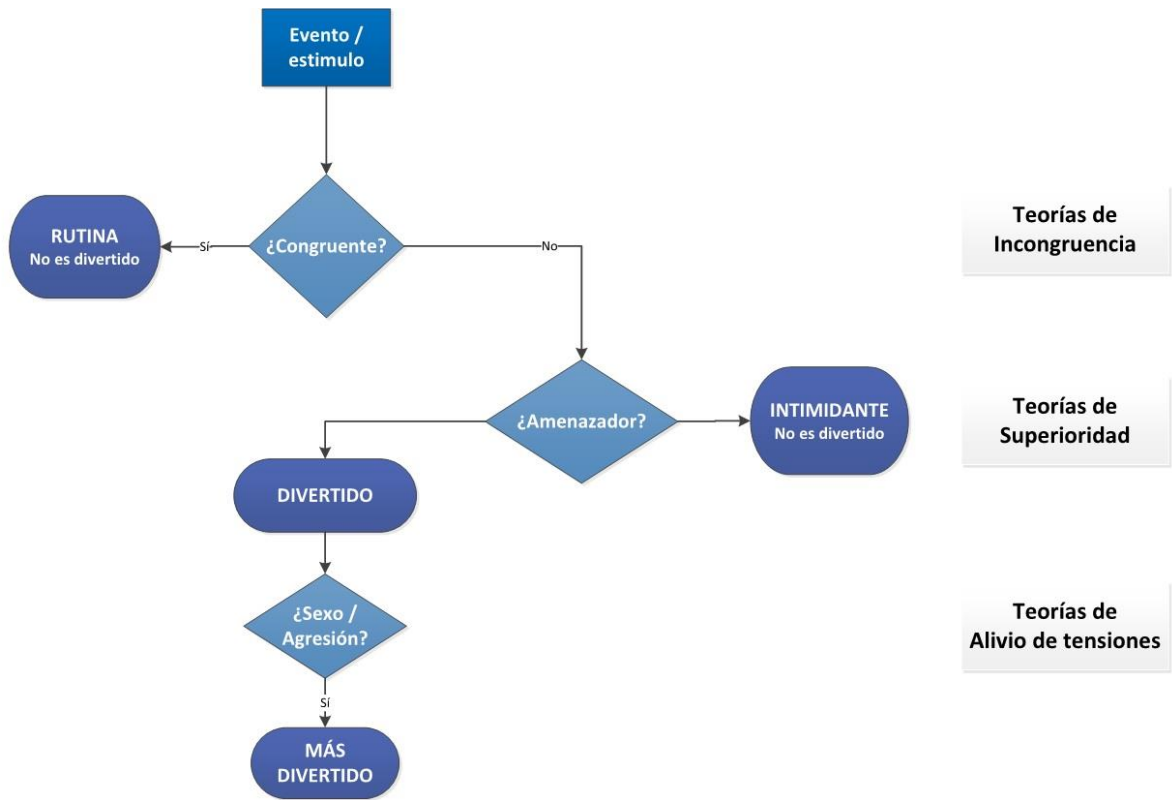 Evento /
estimulo
¿Congruente?
RUTINA
No es divertido
Sí
No
Teorías de
Incongruencia
¿Amenazador?
INTIMIDANTE
No es divertido
Teorías de
Superioridad
DIVERTIDO
¿Sexo /
Agresión?
Teorías de
Alivio de tensiones
Sí
MÁS
DIVERTIDO